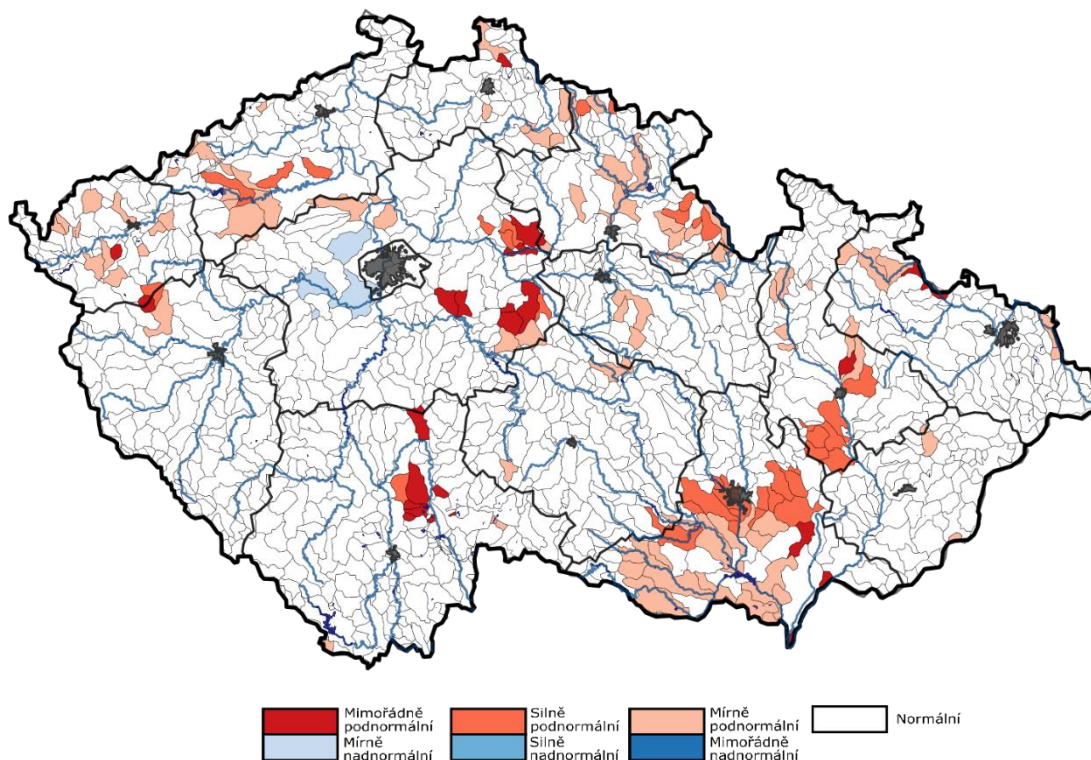 Mimořádně
podnormální
Silně
podnormální
Mírně
podnormální
Normální
Mírně
nadnormální
Silně
nadnormální
Mimořádně
nadnormální